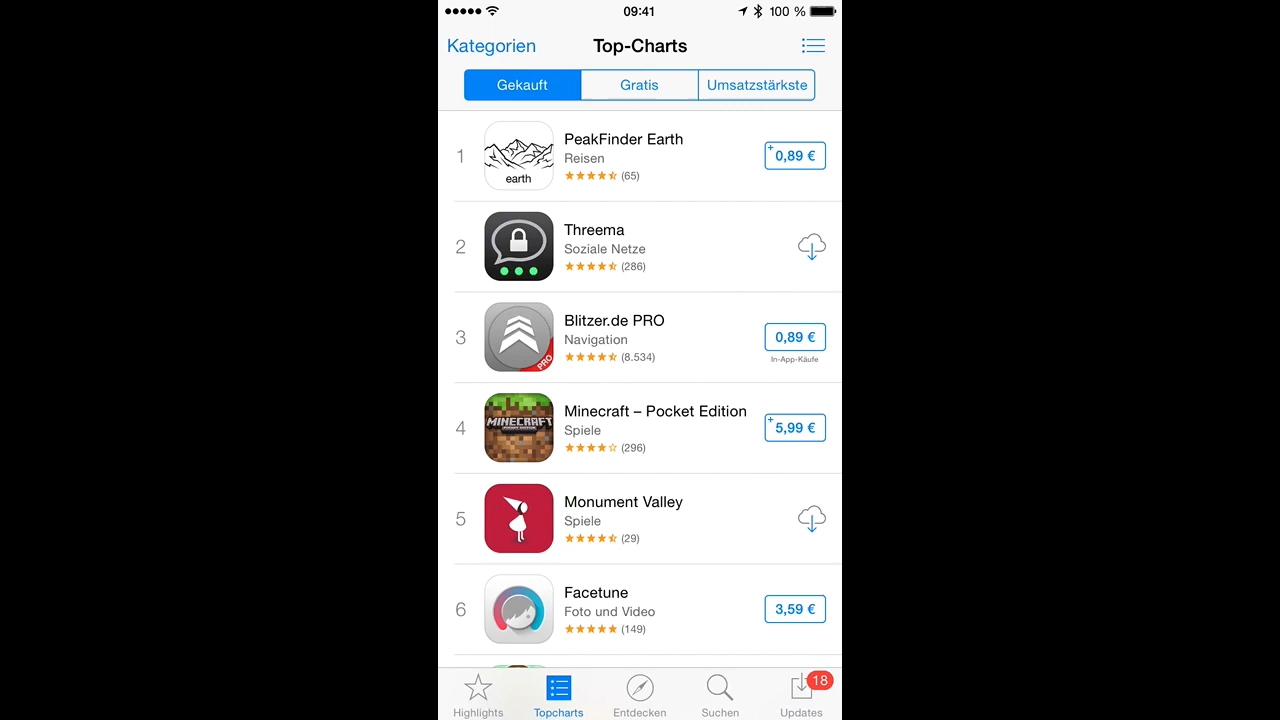 09:41
100 %
Kategorien
Top-Charts
Gekauft
Gratis
Umsatzstärkste
1
earth
PeakFinder Earth
Reisen
(65)
+ 0,89 €
2
Threema
Soziale Netze
(286)
3
PRO
Blitzer.de PRO
Navigation
(8.534)
0,89 €
In-App-Käufe
4
MINECRAFT
POCKET EDITION
Minecraft – Pocket Edition
Spiele
(296)
+ 5,99 €
5
Monument Valley
Spiele
(29)
6
Facetune
Foto und Video
(149)
3,59 €
18
Highlights
Topcharts
Entdecken
Suchen
Updates